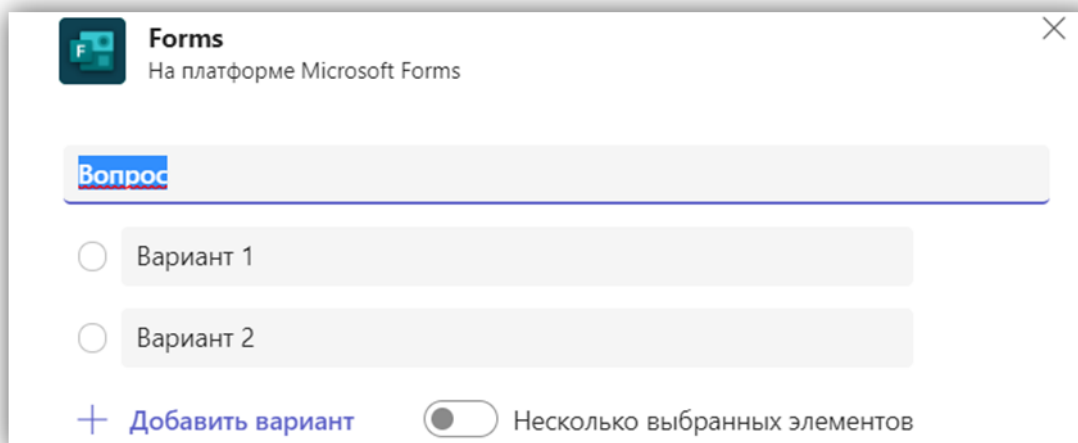 Forms
На платформе Microsoft Forms
Вопрос
Вариант 1
Вариант 2
Добавить вариант Несколько выбранных элементов